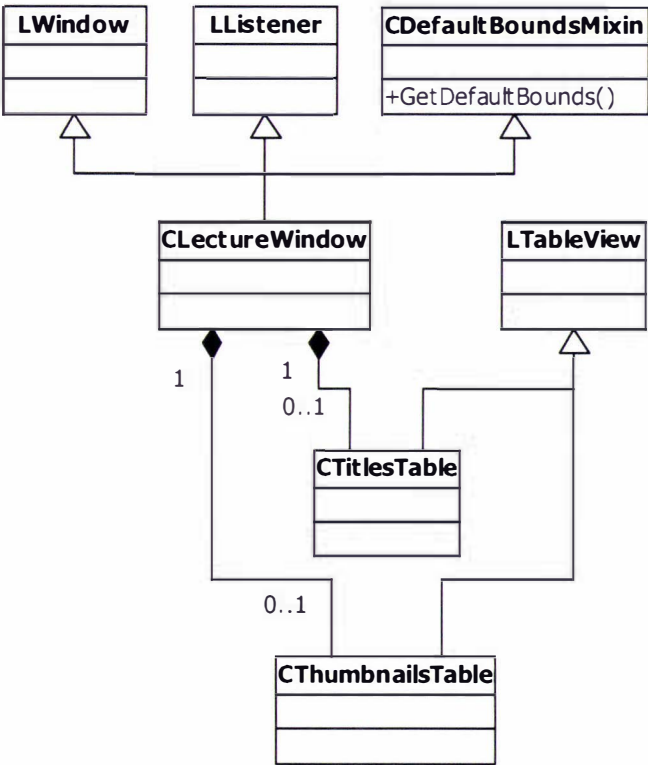 LWindow
LListener
CDefaultBoundsMixin
+GetDefaultBounds()
CLectureWindow
LTableView
1
1
0..1
CTitlesTable
0..1
CThumbnailsTable